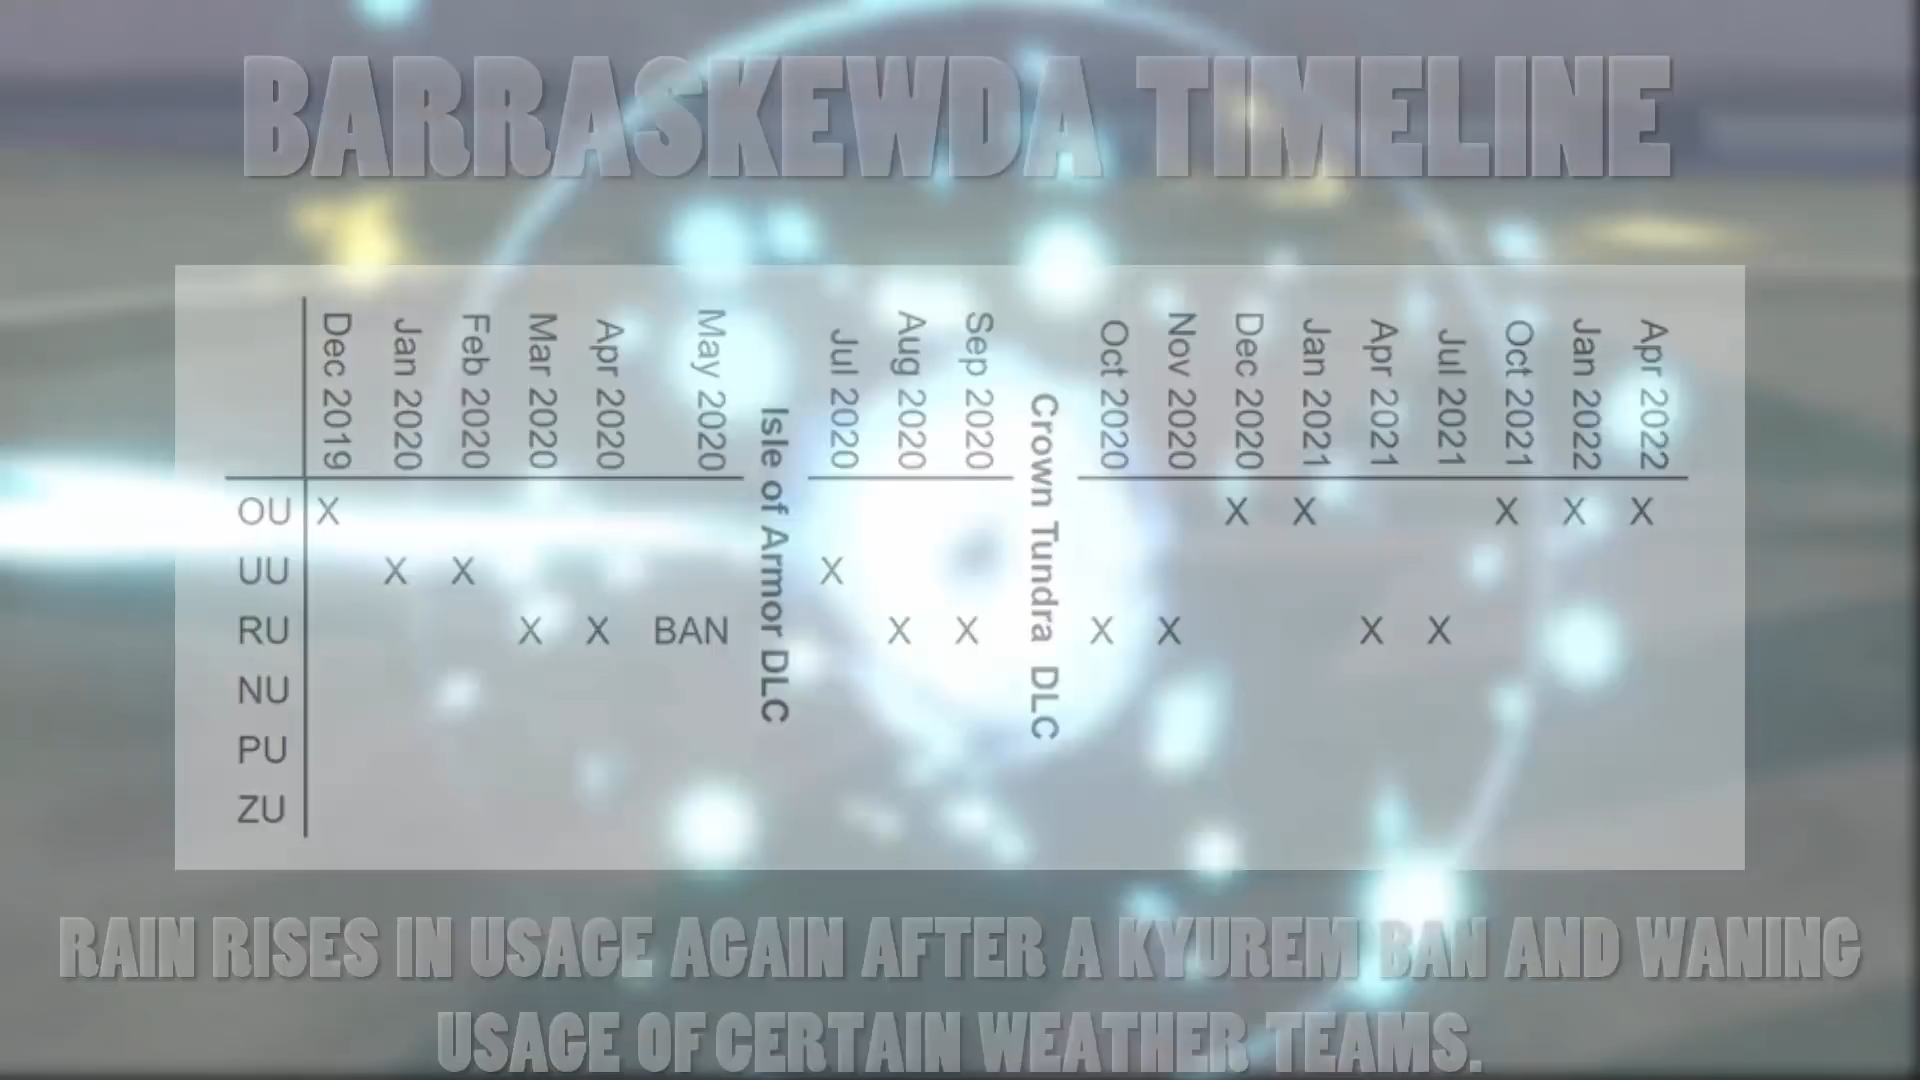 BARRASKEWDA TIMELINE
Dec 2019 Jan 2020 Feb 2020 Mar 2020 Apr 2020 May 2020 Isle of Armor DLC Jul 2020 Aug 2020 Sep 2020 Crown Tundra DLC Oct 2020 Nov 2020 Dec 2020 Jan 2021 Apr 2021 Jul 2021 Oct 2021 Jan 2022 Apr 2022
OU X X X X X X
UU X X X
RU X X BAN X X X X X X
NU
PU
ZU
RAIN RISES IN USAGE AGAIN AFTER A KYUREM BAN AND WANING
USAGE OF CERTAIN WEATHER TEAMS.